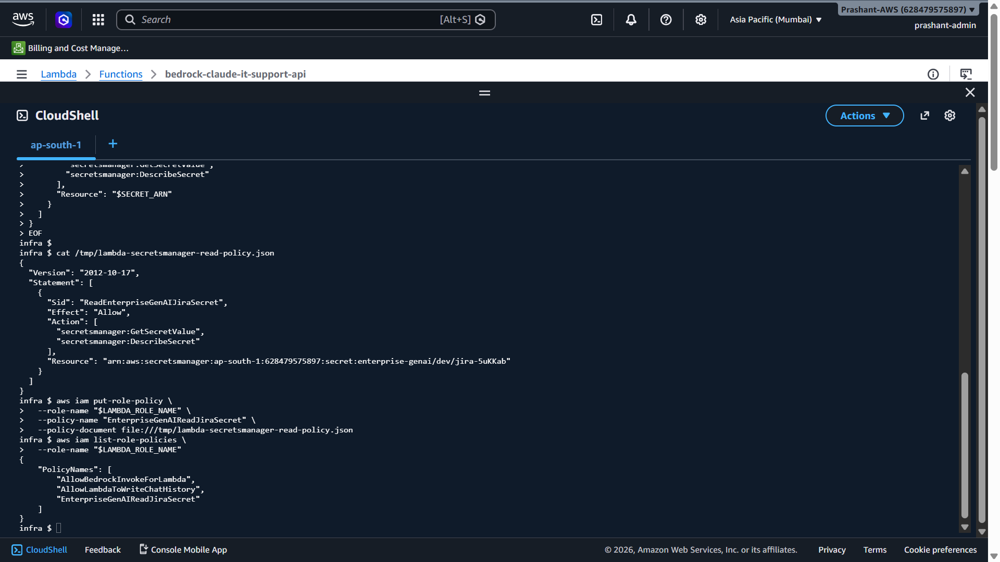 aws
Search
[Alt+S]
Asia Pacific (Mumbai) ▼
Prashant-AWS (628479575897) ▼
prashant-admin
Billing and Cost Manage...
Lambda > Functions > bedrock-claude-it-support-api
CloudShell
Actions ▼
ap-south-1
+
>         "secretsmanager:GetSecretValue",
>         "secretsmanager:DescribeSecret"
>       ],
>       "Resource": "$SECRET_ARN"
>     }
>   ]
> }
> EOF
infra $
infra $ cat /tmp/lambda-secretsmanager-read-policy.json
{
  "Version": "2012-10-17",
  "Statement": [
    {
      "Sid": "ReadEnterpriseGenAIJiraSecret",
      "Effect": "Allow",
      "Action": [
        "secretsmanager:GetSecretValue",
        "secretsmanager:DescribeSecret"
      ],
      "Resource": "arn:aws:secretsmanager:ap-south-1:628479575897:secret:enterprise-genai/dev/jira-5uKKab"
    }
  ]
}
infra $ aws iam put-role-policy \
>   --role-name "$LAMBDA_ROLE_NAME" \
>   --policy-name "EnterpriseGenAIReadJiraSecret" \
>   --policy-document file:///tmp/lambda-secretsmanager-read-policy.json
infra $ aws iam list-role-policies \
>   --role-name "$LAMBDA_ROLE_NAME"
{
    "PolicyNames": [
        "AllowBedrockInvokeForLambda",
        "AllowLambdaToWriteChatHistory",
        "EnterpriseGenAIReadJiraSecret"
    ]
}
infra $
CloudShell
Feedback
Console Mobile App
© 2026, Amazon Web Services, Inc. or its affiliates.
Privacy
Terms
Cookie preferences